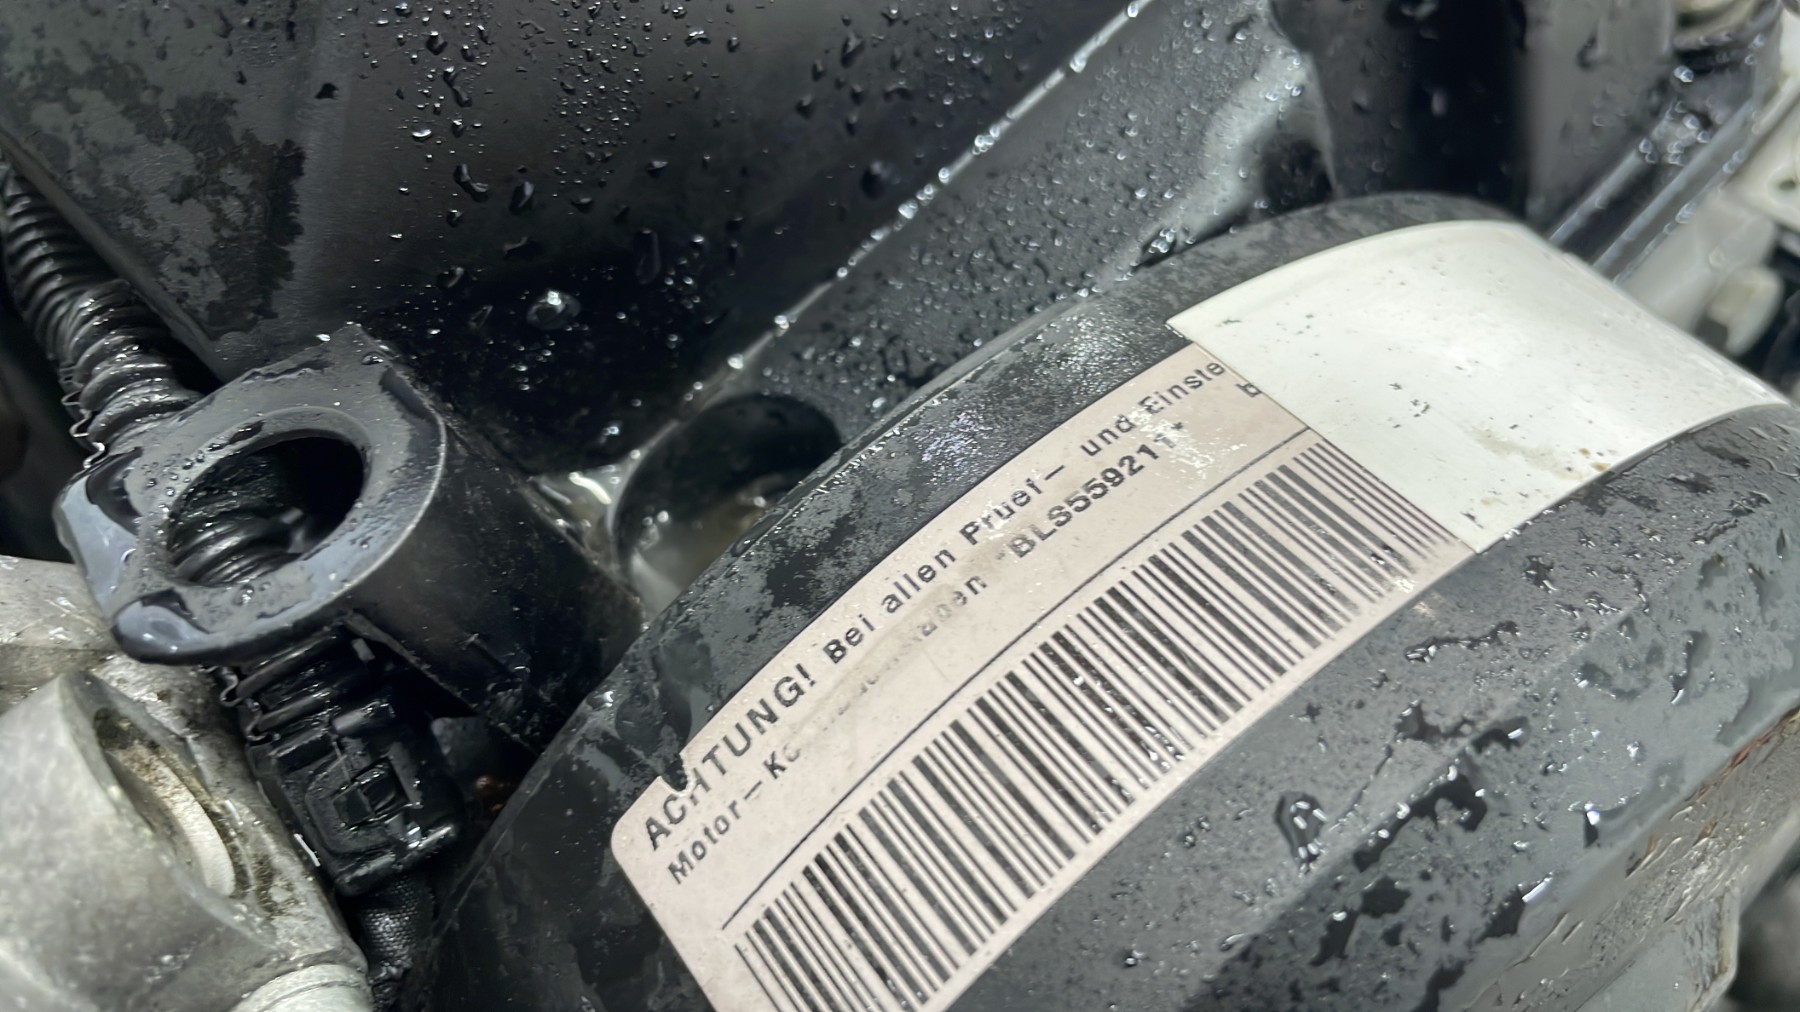 ACHTUNG! Bei allen Pruef- und Einste
b
Motor- "BLS559211"